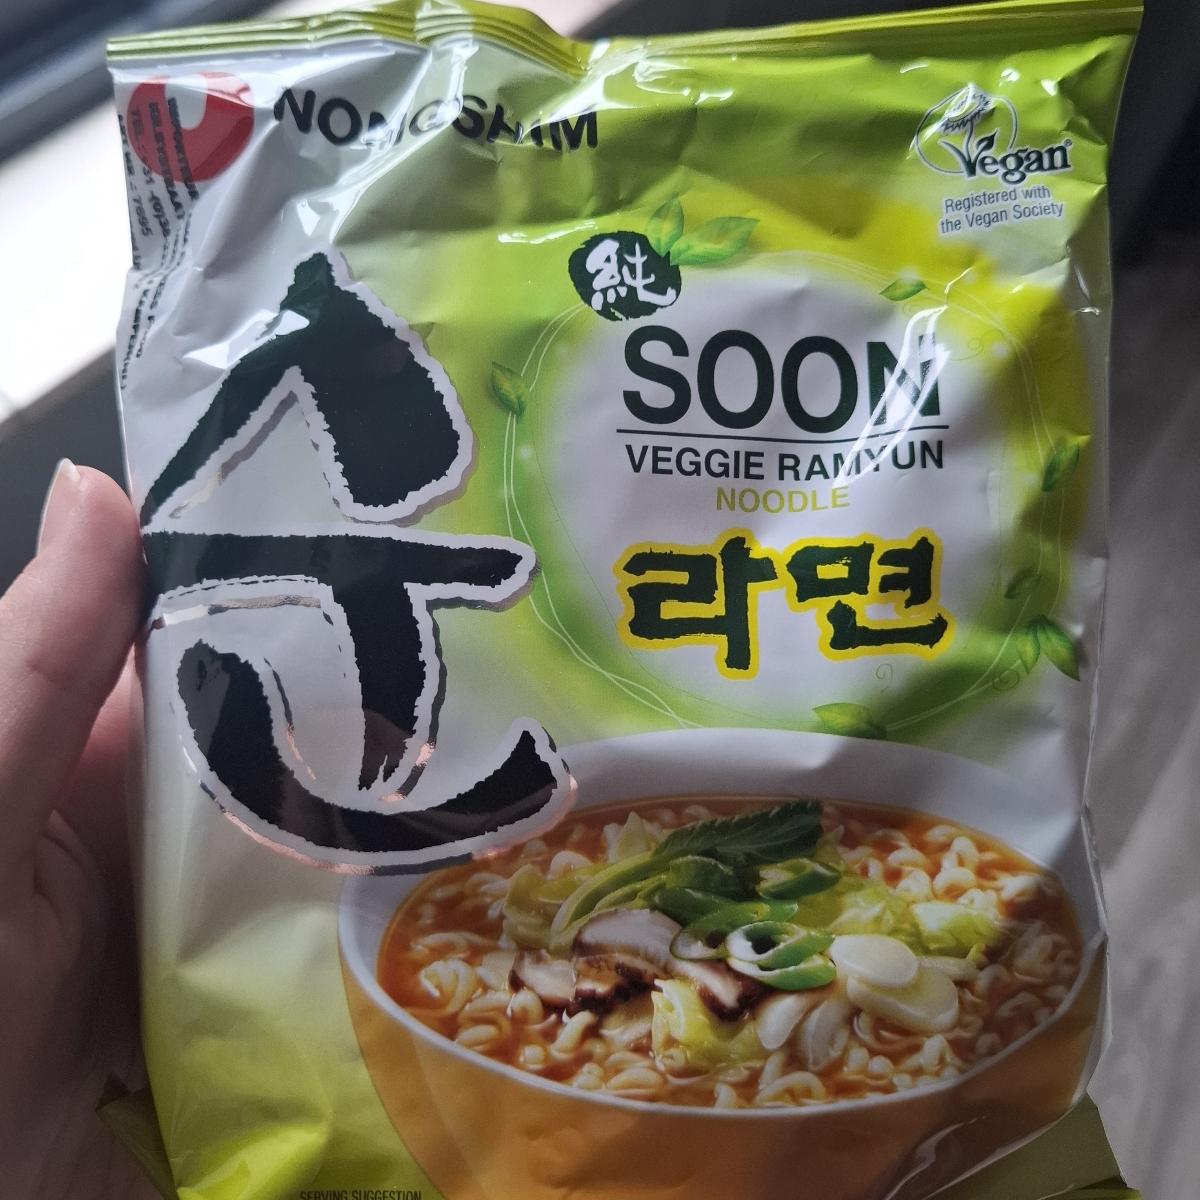 NONGSHIM
Vegan
Registered with
the Vegan Society
純
순
SOON
VEGGIE RAMYUN
NOODLE
라면
SERVING SUGGESTION